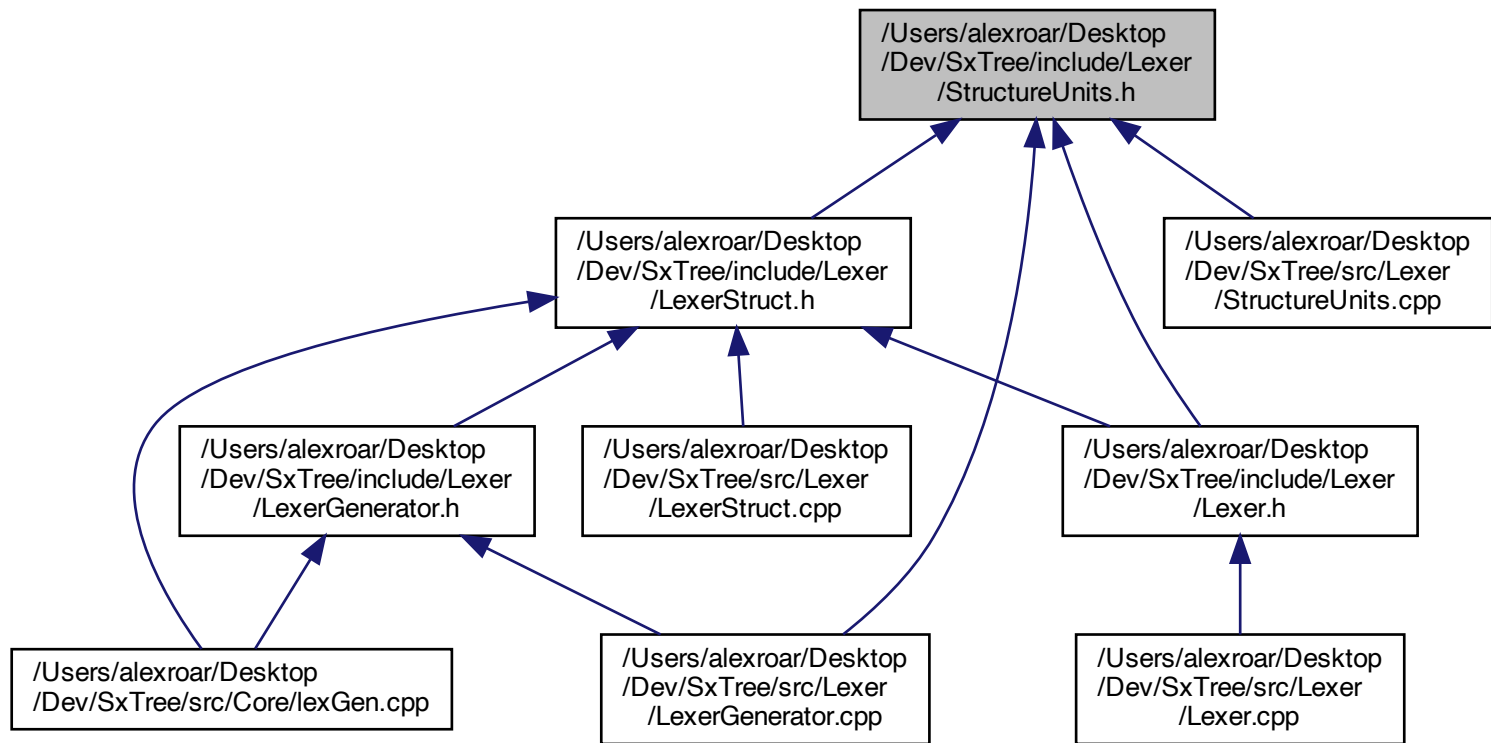 /Users/alexroar/Desktop
/Dev/SxTree/include/Lexer
/StructureUnits.h
/Users/alexroar/Desktop
/Dev/SxTree/include/Lexer
/LexerStruct.h
/Users/alexroar/Desktop
/Dev/SxTree/src/Lexer
/StructureUnits.cpp
/Users/alexroar/Desktop
/Dev/SxTree/include/Lexer
/LexerGenerator.h
/Users/alexroar/Desktop
/Dev/SxTree/src/Lexer
/LexerStruct.cpp
/Users/alexroar/Desktop
/Dev/SxTree/include/Lexer
/Lexer.h
/Users/alexroar/Desktop
/Dev/SxTree/src/Core/lexGen.cpp
/Users/alexroar/Desktop
/Dev/SxTree/src/Lexer
/LexerGenerator.cpp
/Users/alexroar/Desktop
/Dev/SxTree/src/Lexer
/Lexer.cpp